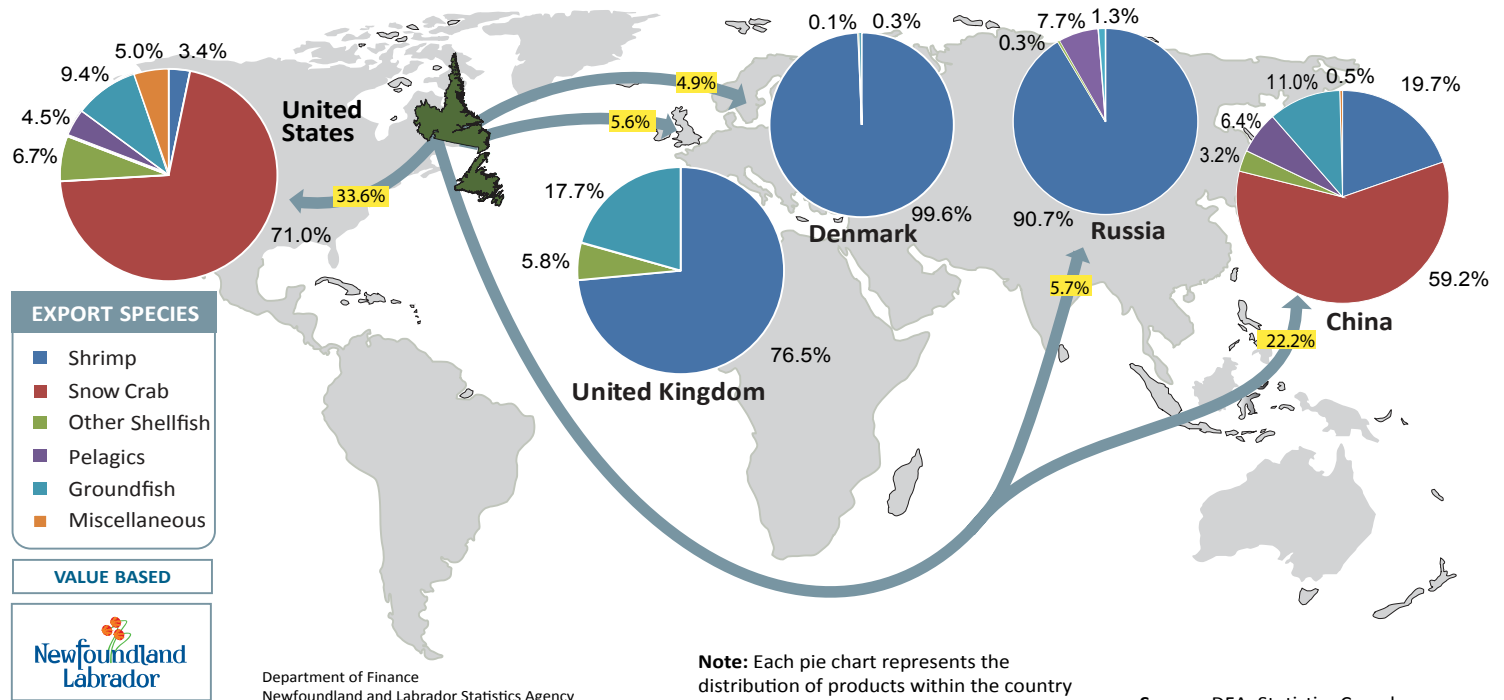 5.0% 3.4%
9.4%
4.5%
6.7%
71.0%
United
States
33.6%
4.9%
5.6%
0.1% 0.3%
99.6%
Denmark
0.3%
7.7% 1.3%
90.7%
Russia
5.7%
11.0% 0.5%
19.7%
6.4%
3.2%
59.2%
China
22.2%
17.7%
5.8%
76.5%
United Kingdom
EXPORT SPECIES
Shrimp
Snow Crab
Other Shellfish
Pelagics
Groundfish
Miscellaneous
VALUE BASED
Newfoundland
Labrador
Department of Finance
Newfoundland and Labrador Statistics Agency
Note: Each pie chart represents the
distribution of products within the country